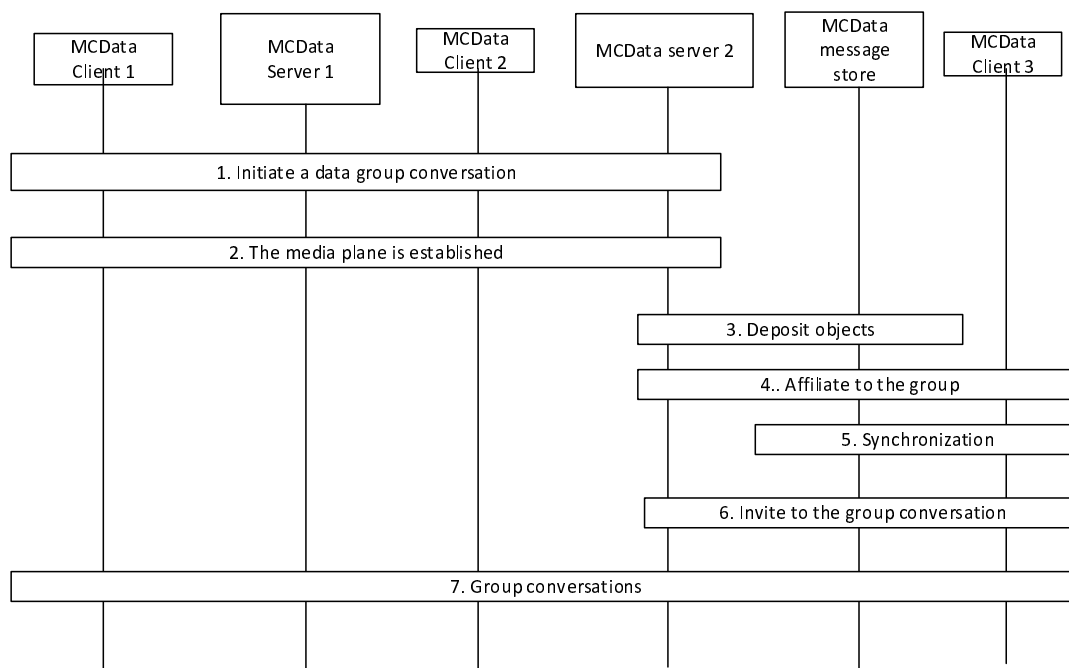 MCData
Client 1
MCData
Server 1
MCData
Client 2
MCData server 2
MCData
message
store
MCData
Client 3
1. Initiate a data group conversation
2. The media plane is established
3. Deposit objects
4.. Affiliate to the group
5. Synchronization
6. Invite to the group conversation
7. Group conversations